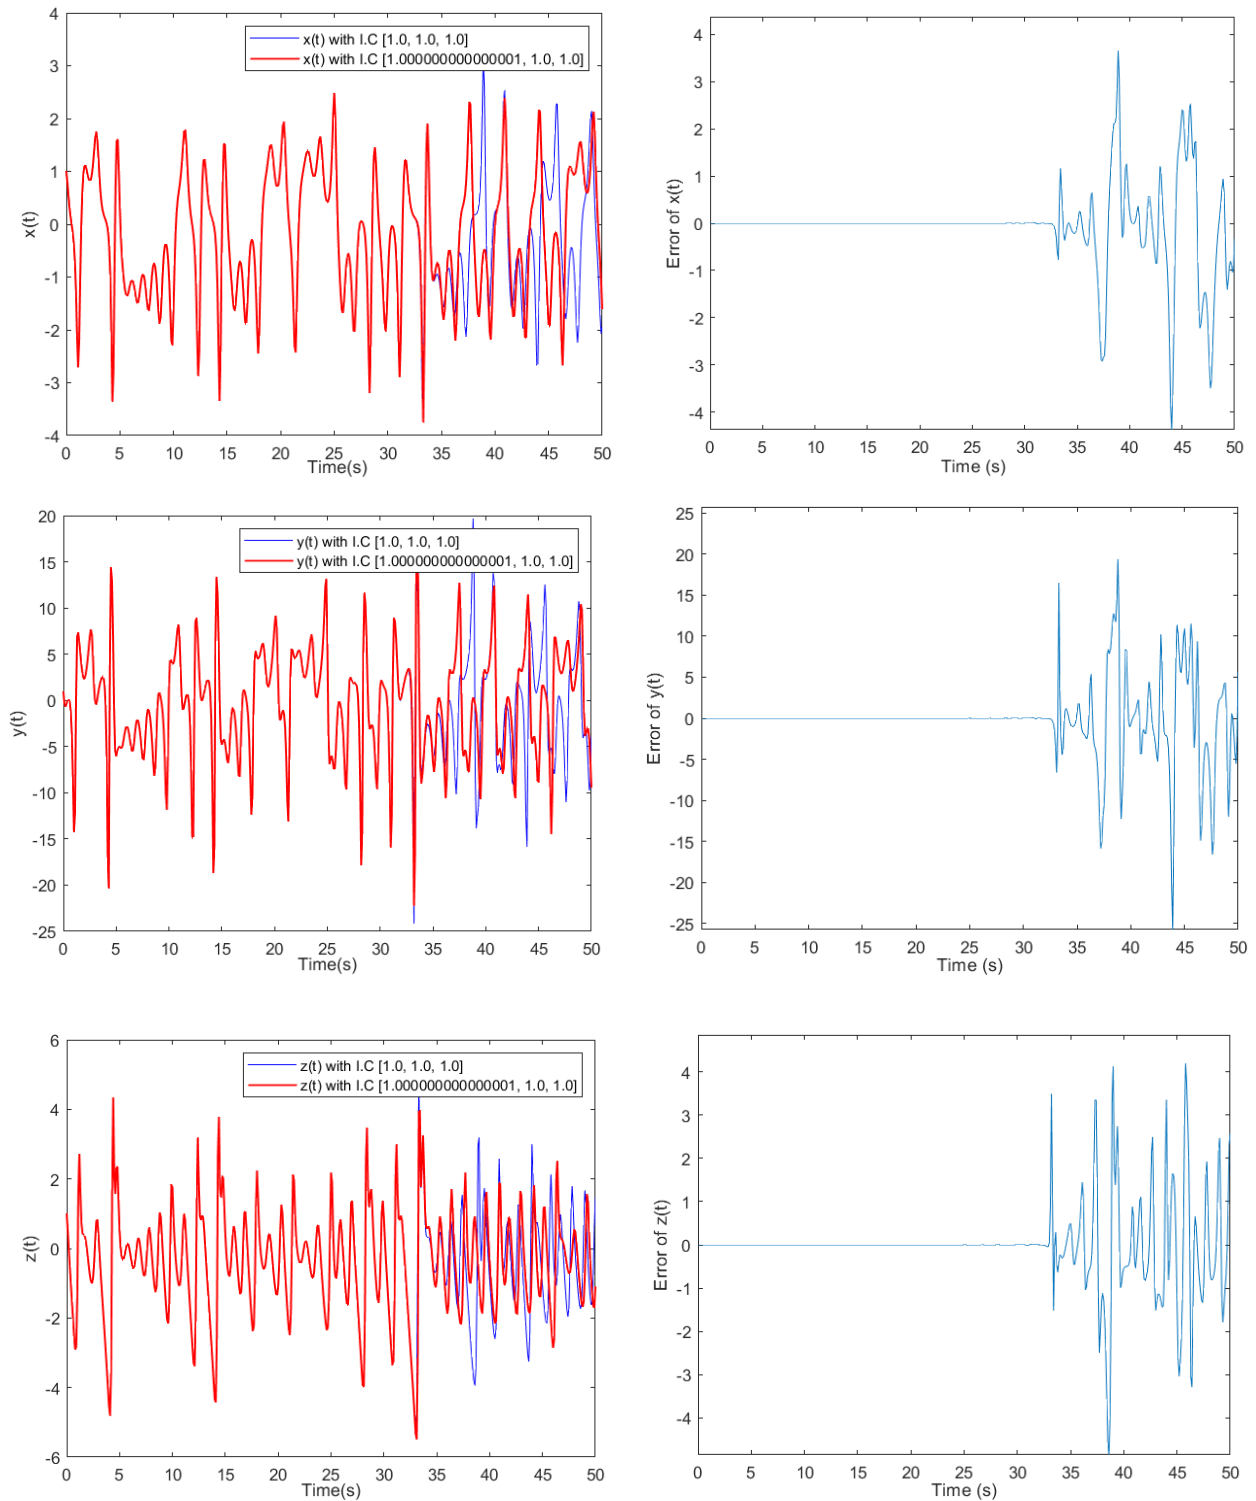 4
3
2
1
0
-1
-2
-3
-4
x(t)
x(t) with I.C [1.0, 1.0, 1.0]
x(t) with I.C [1.000000000000001, 1.0, 1.0]
0 5 10 15 20 25 30 35 40 45 50
Time(s)
4
3
2
1
0
-1
-2
-3
-4
Error of x(t)
0 5 10 15 20 25 30 35 40 45 50
Time (s)
20
15
10
5
0
-5
-10
-15
-20
-25
y(t)
y(t) with I.C [1.0, 1.0, 1.0]
y(t) with I.C [1.000000000000001, 1.0, 1.0]
0 5 10 15 20 25 30 35 40 45 50
Time(s)
25
20
15
10
5
0
-5
-10
-15
-20
-25
Error of y(t)
0 5 10 15 20 25 30 35 40 45 50
Time (s)
6
4
2
0
-2
-4
-6
z(t)
z(t) with I.C [1.0, 1.0, 1.0]
z(t) with I.C [1.000000000000001, 1.0, 1.0]
0 5 10 15 20 25 30 35 40 45 50
Time(s)
4
3
2
1
0
-1
-2
-3
-4
Error of z(t)
0 5 10 15 20 25 30 35 40 45 50
Time (s)